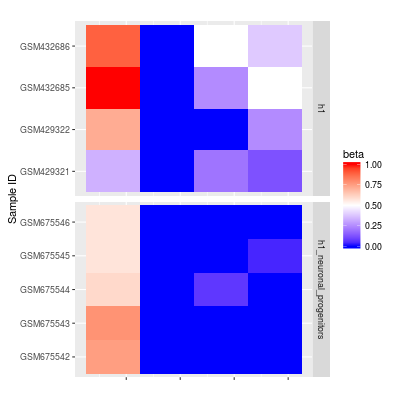 GSM432686
GSM432685
GSM429322
GSM429321
h1
GSM675546
GSM675545
GSM675544
GSM675543
GSM675542
h1_neuronal_progenitors
Sample ID
beta
1.00
0.75
0.50
0.25
0.00